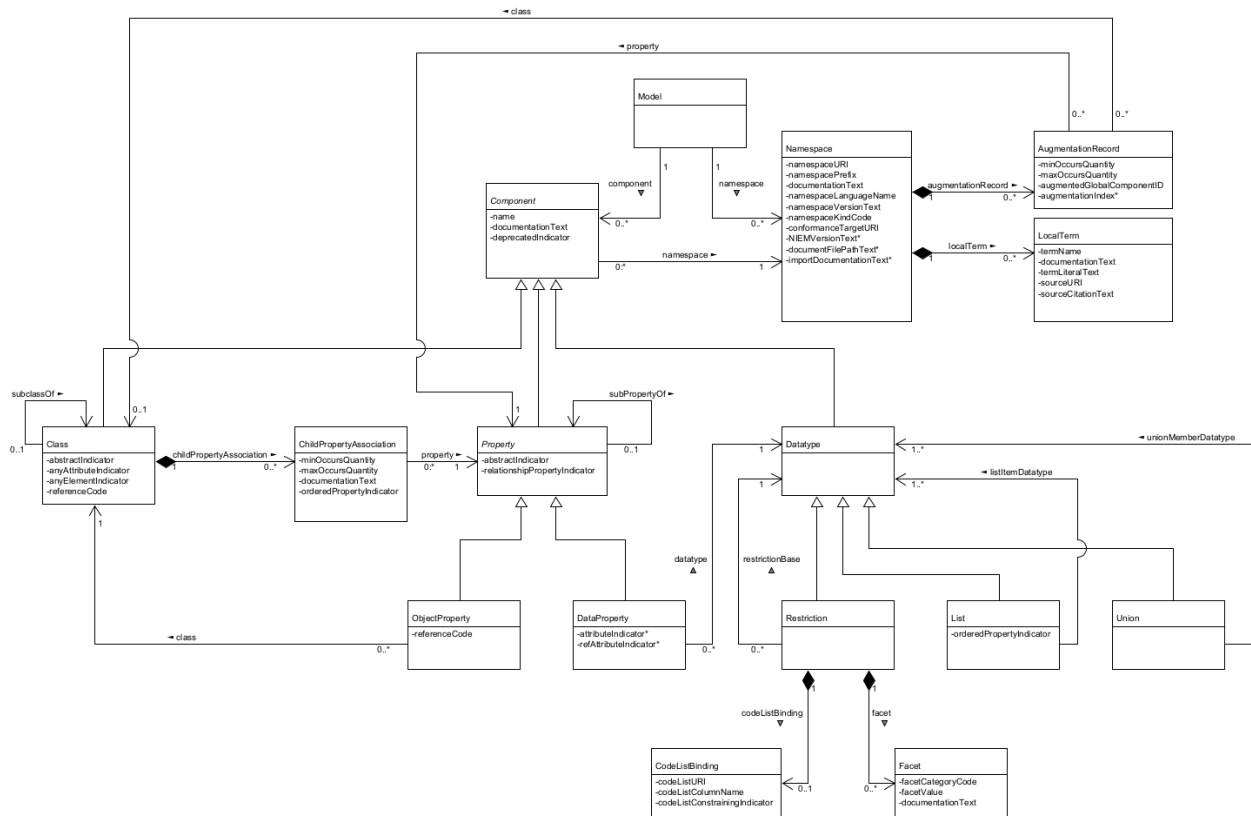 ◄ class
◄ property
Model
0..*
0..*
1
1
component
namespace
0..*
0..*
Namespace
-namespaceURI
-namespacePrefix
-documentationText
-namespaceLanguageName
-namespaceVersionText
-namespaceKindCode
-conformanceTargetURI
-NIEMVersionText*
-documentFilePathText*
-importDocumentationText*
augmentationRecord ►
1
0..*
AugmentationRecord
-minOccursQuantity
-maxOccursQuantity
-augmentedGlobalComponentID
-augmentationIndex*
Component
-name
-documentationText
-deprecatedIndicator
localTerm ►
1
0..*
LocalTerm
-termName
-documentationText
-termLiteralText
-sourceURI
-sourceCitationText
namespace ►
0:*
1
subclassOf ►
0..1
0..1
Class
-abstractIndicator
-anyAttributeIndicator
-anyElementIndicator
-referenceCode
childPropertyAssociation ►
1
0..*
ChildPropertyAssociation
-minOccursQuantity
-maxOccursQuantity
-documentationText
-orderedPropertyIndicator
property ►
0:*
1
1
Property
-abstractIndicator
-relationshipPropertyIndicator
subPropertyOf ►
0..1
Datatype
1
1
1..*
1..*
◄ unionMemberDatatype
◄ listItemDatatype
1
datatype
restrictionBase
ObjectProperty
-referenceCode
DataProperty
-attributeIndicator*
-refAttributeIndicator*
Restriction
List
-orderedPropertyIndicator
Union
◄ class
0..*
0..*
0..*
1
1
codeListBinding
facet
CodeListBinding
-codeListURI
-codeListColumnName
-codeListConstrainingIndicator
0..1
0..*
Facet
-facetCategoryCode
-facetValue
-documentationText